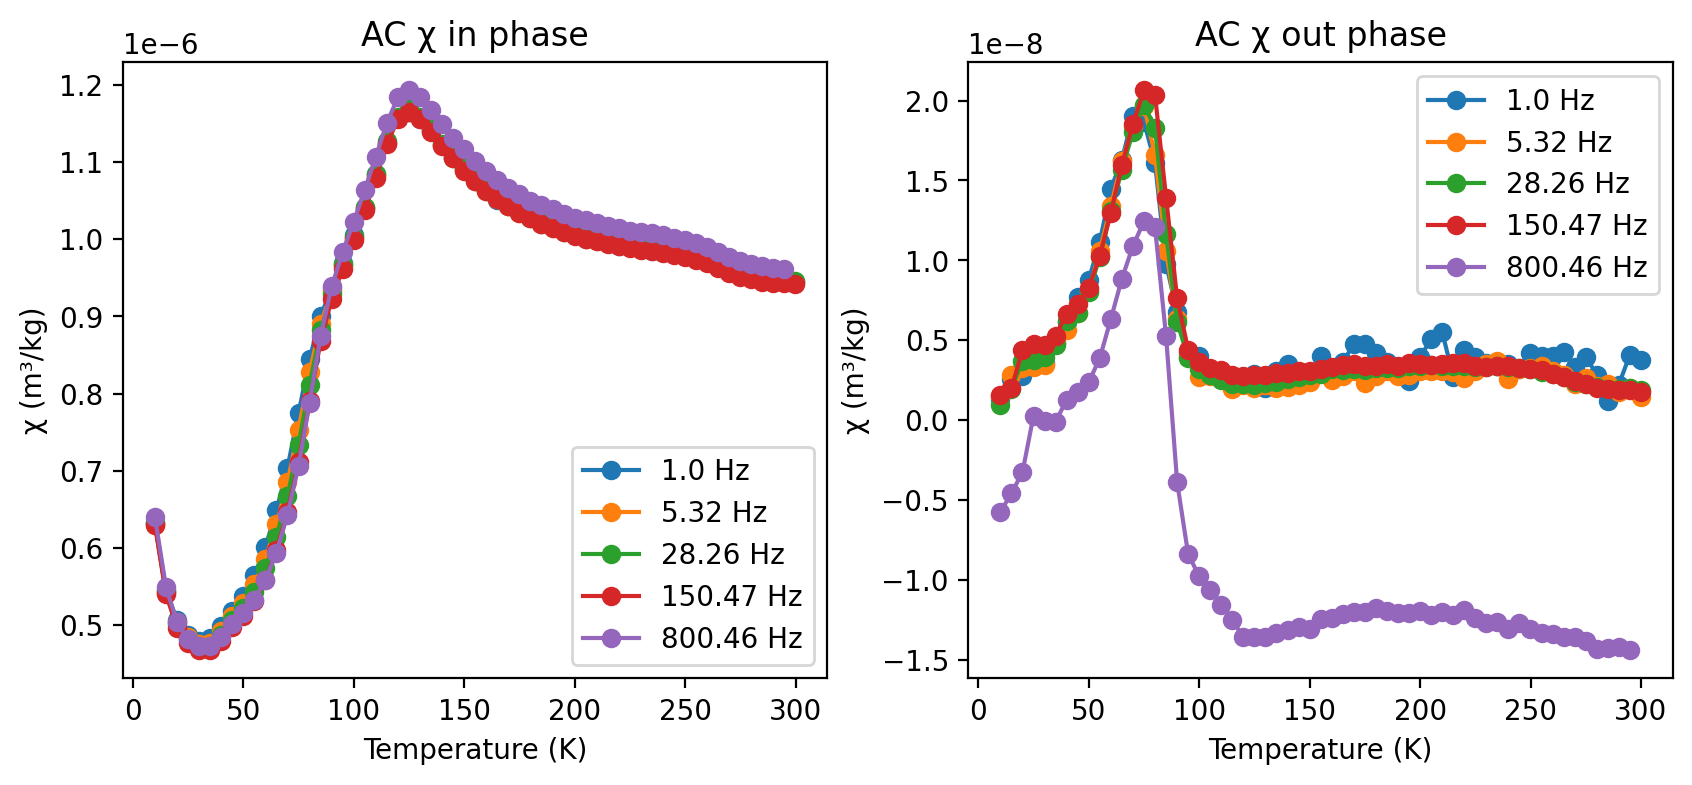 AC χ in phase
1e−6
1.2
1.1
1.0
0.9
0.8
0.7
0.6
0.5
χ (m³/kg)
0
50
100
150
200
250
300
Temperature (K)
1.0 Hz
5.32 Hz
28.26 Hz
150.47 Hz
800.46 Hz
AC χ out phase
1e−8
2.0
1.5
1.0
0.5
0.0
−0.5
−1.0
−1.5
χ (m³/kg)
0
50
100
150
200
250
300
Temperature (K)
1.0 Hz
5.32 Hz
28.26 Hz
150.47 Hz
800.46 Hz